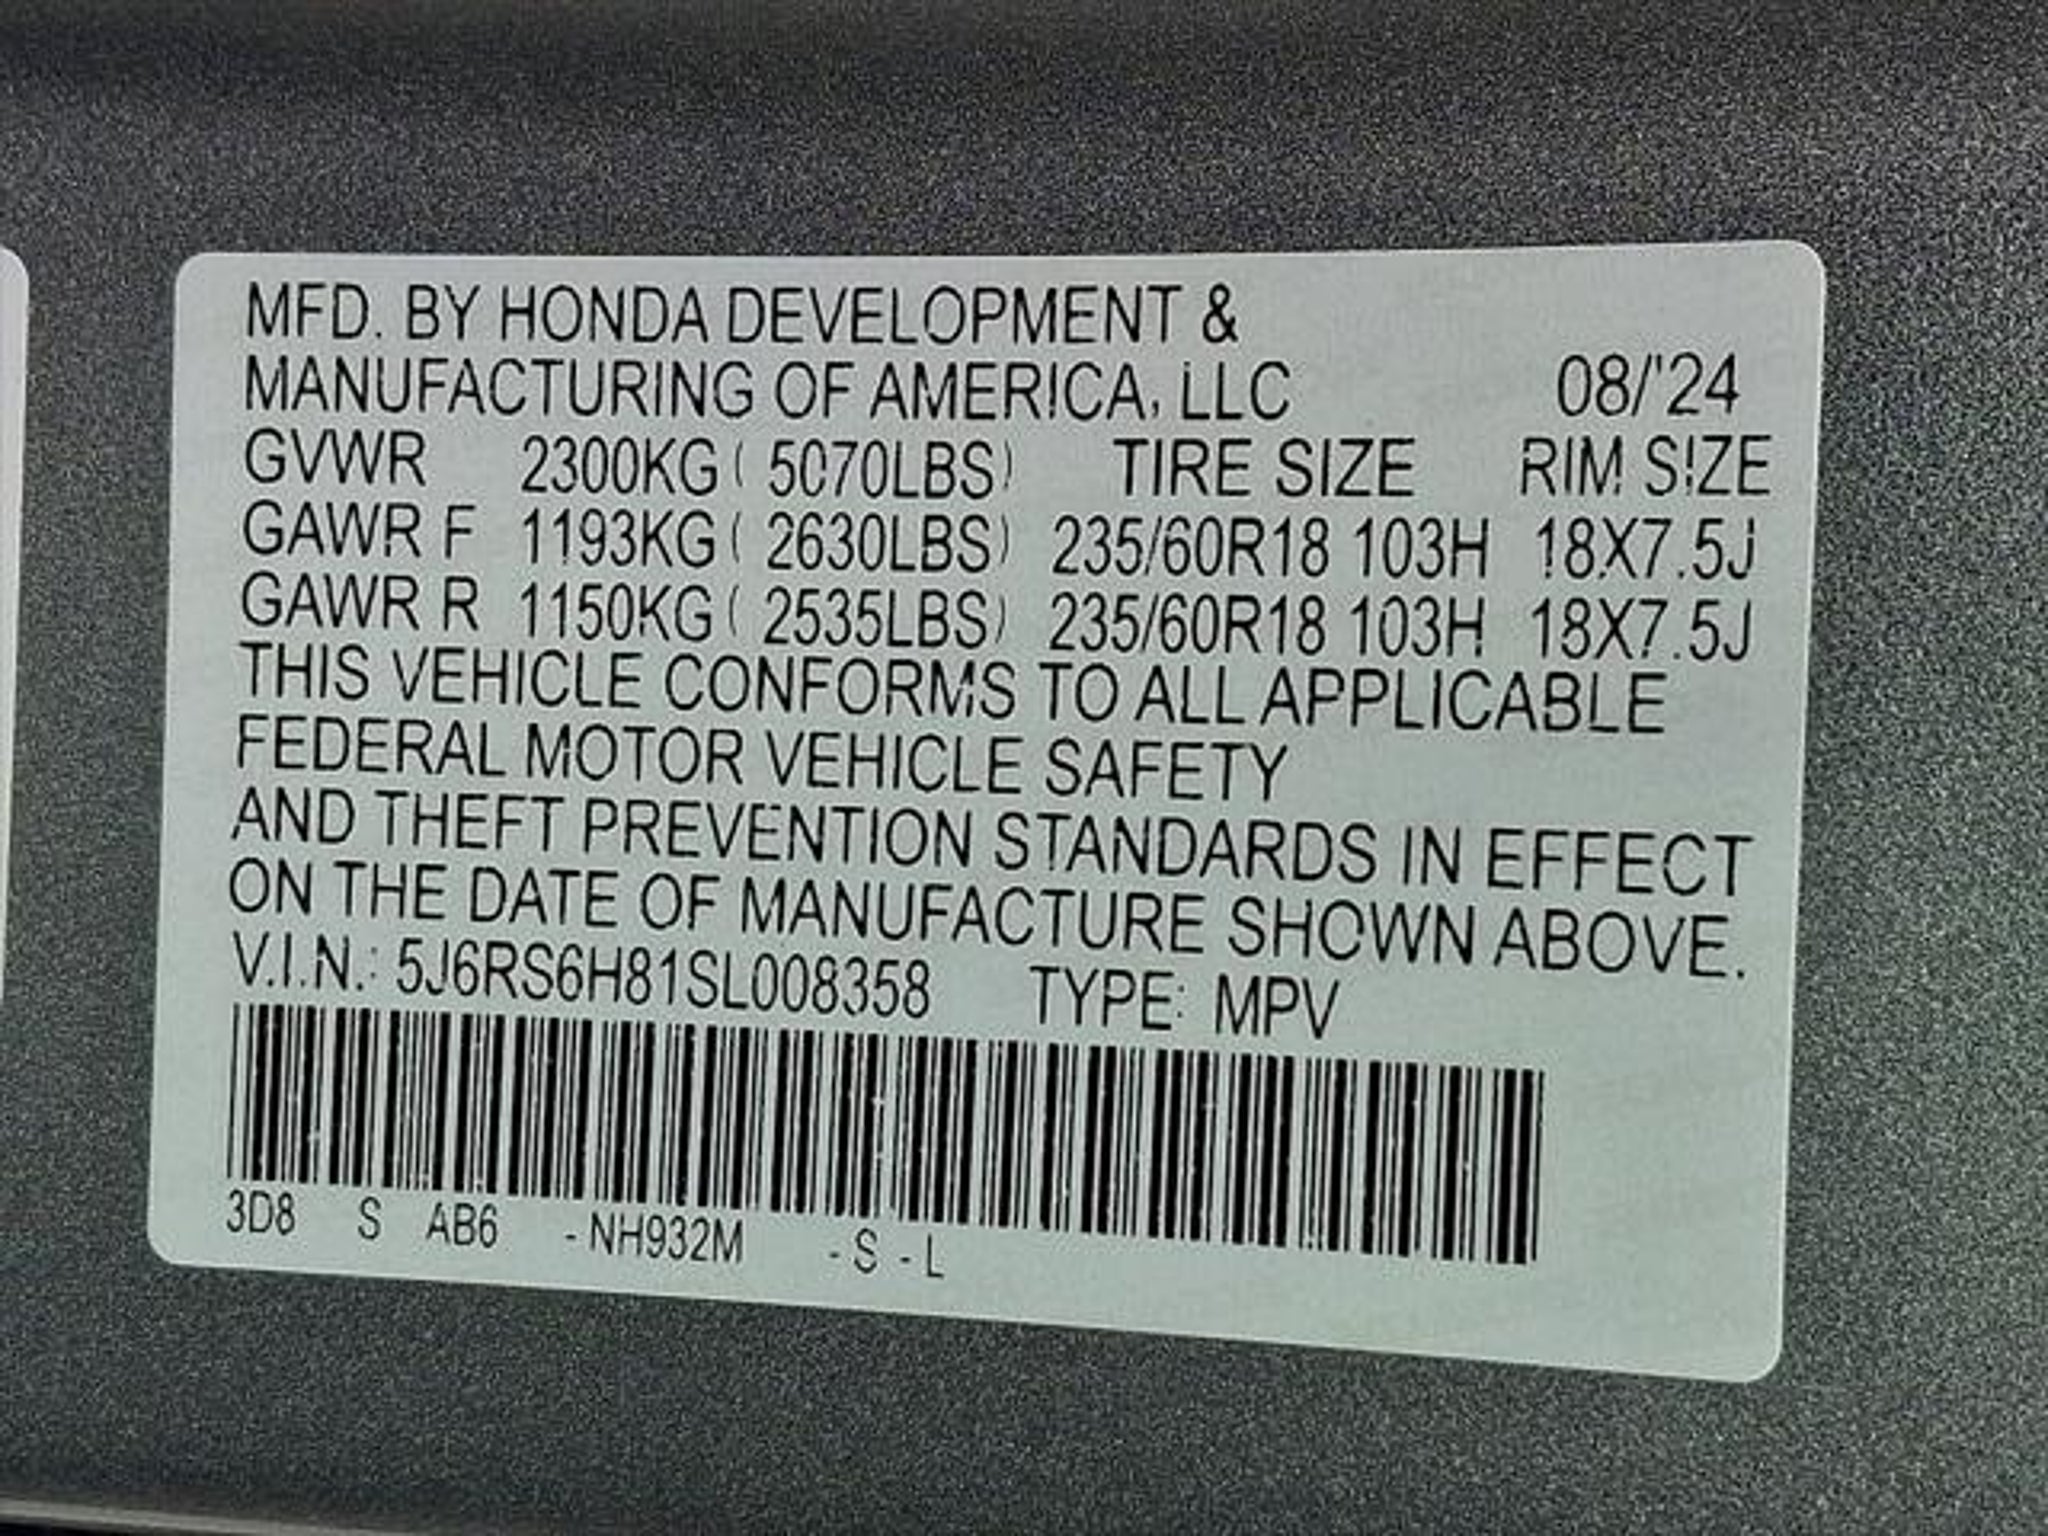 MFD. BY HONDA DEVELOPMENT &
MANUFACTURING OF AMERICA, LLC 08/'24
GVWR 2300KG ( 5070LBS) TIRE SIZE RIM SIZE
GAWR F 1193KG ( 2630LBS) 235/60R18 103H 18X7.5J
GAWR R 1150KG ( 2535LBS) 235/60R18 103H 18X7.5J
THIS VEHICLE CONFORMS TO ALL APPLICABLE
FEDERAL MOTOR VEHICLE SAFETY
AND THEFT PREVENTION STANDARDS IN EFFECT
ON THE DATE OF MANUFACTURE SHOWN ABOVE.
V.I.N.: 5J6RS6H81SL008358 TYPE: MPV
3D8 S AB6 - NH932M - S - L